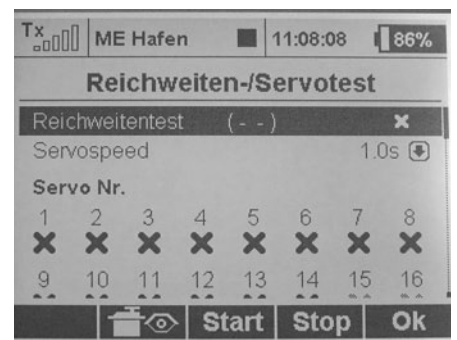 Tx ME Hafen 11:08:08 86%
Reichweiten-/Servotest
Reichweitentest (--)
Servospeed 1.0s
Servo Nr.
1 2 3 4 5 6 7 8
9 10 11 12 13 14 15 16
Start Stop Ok